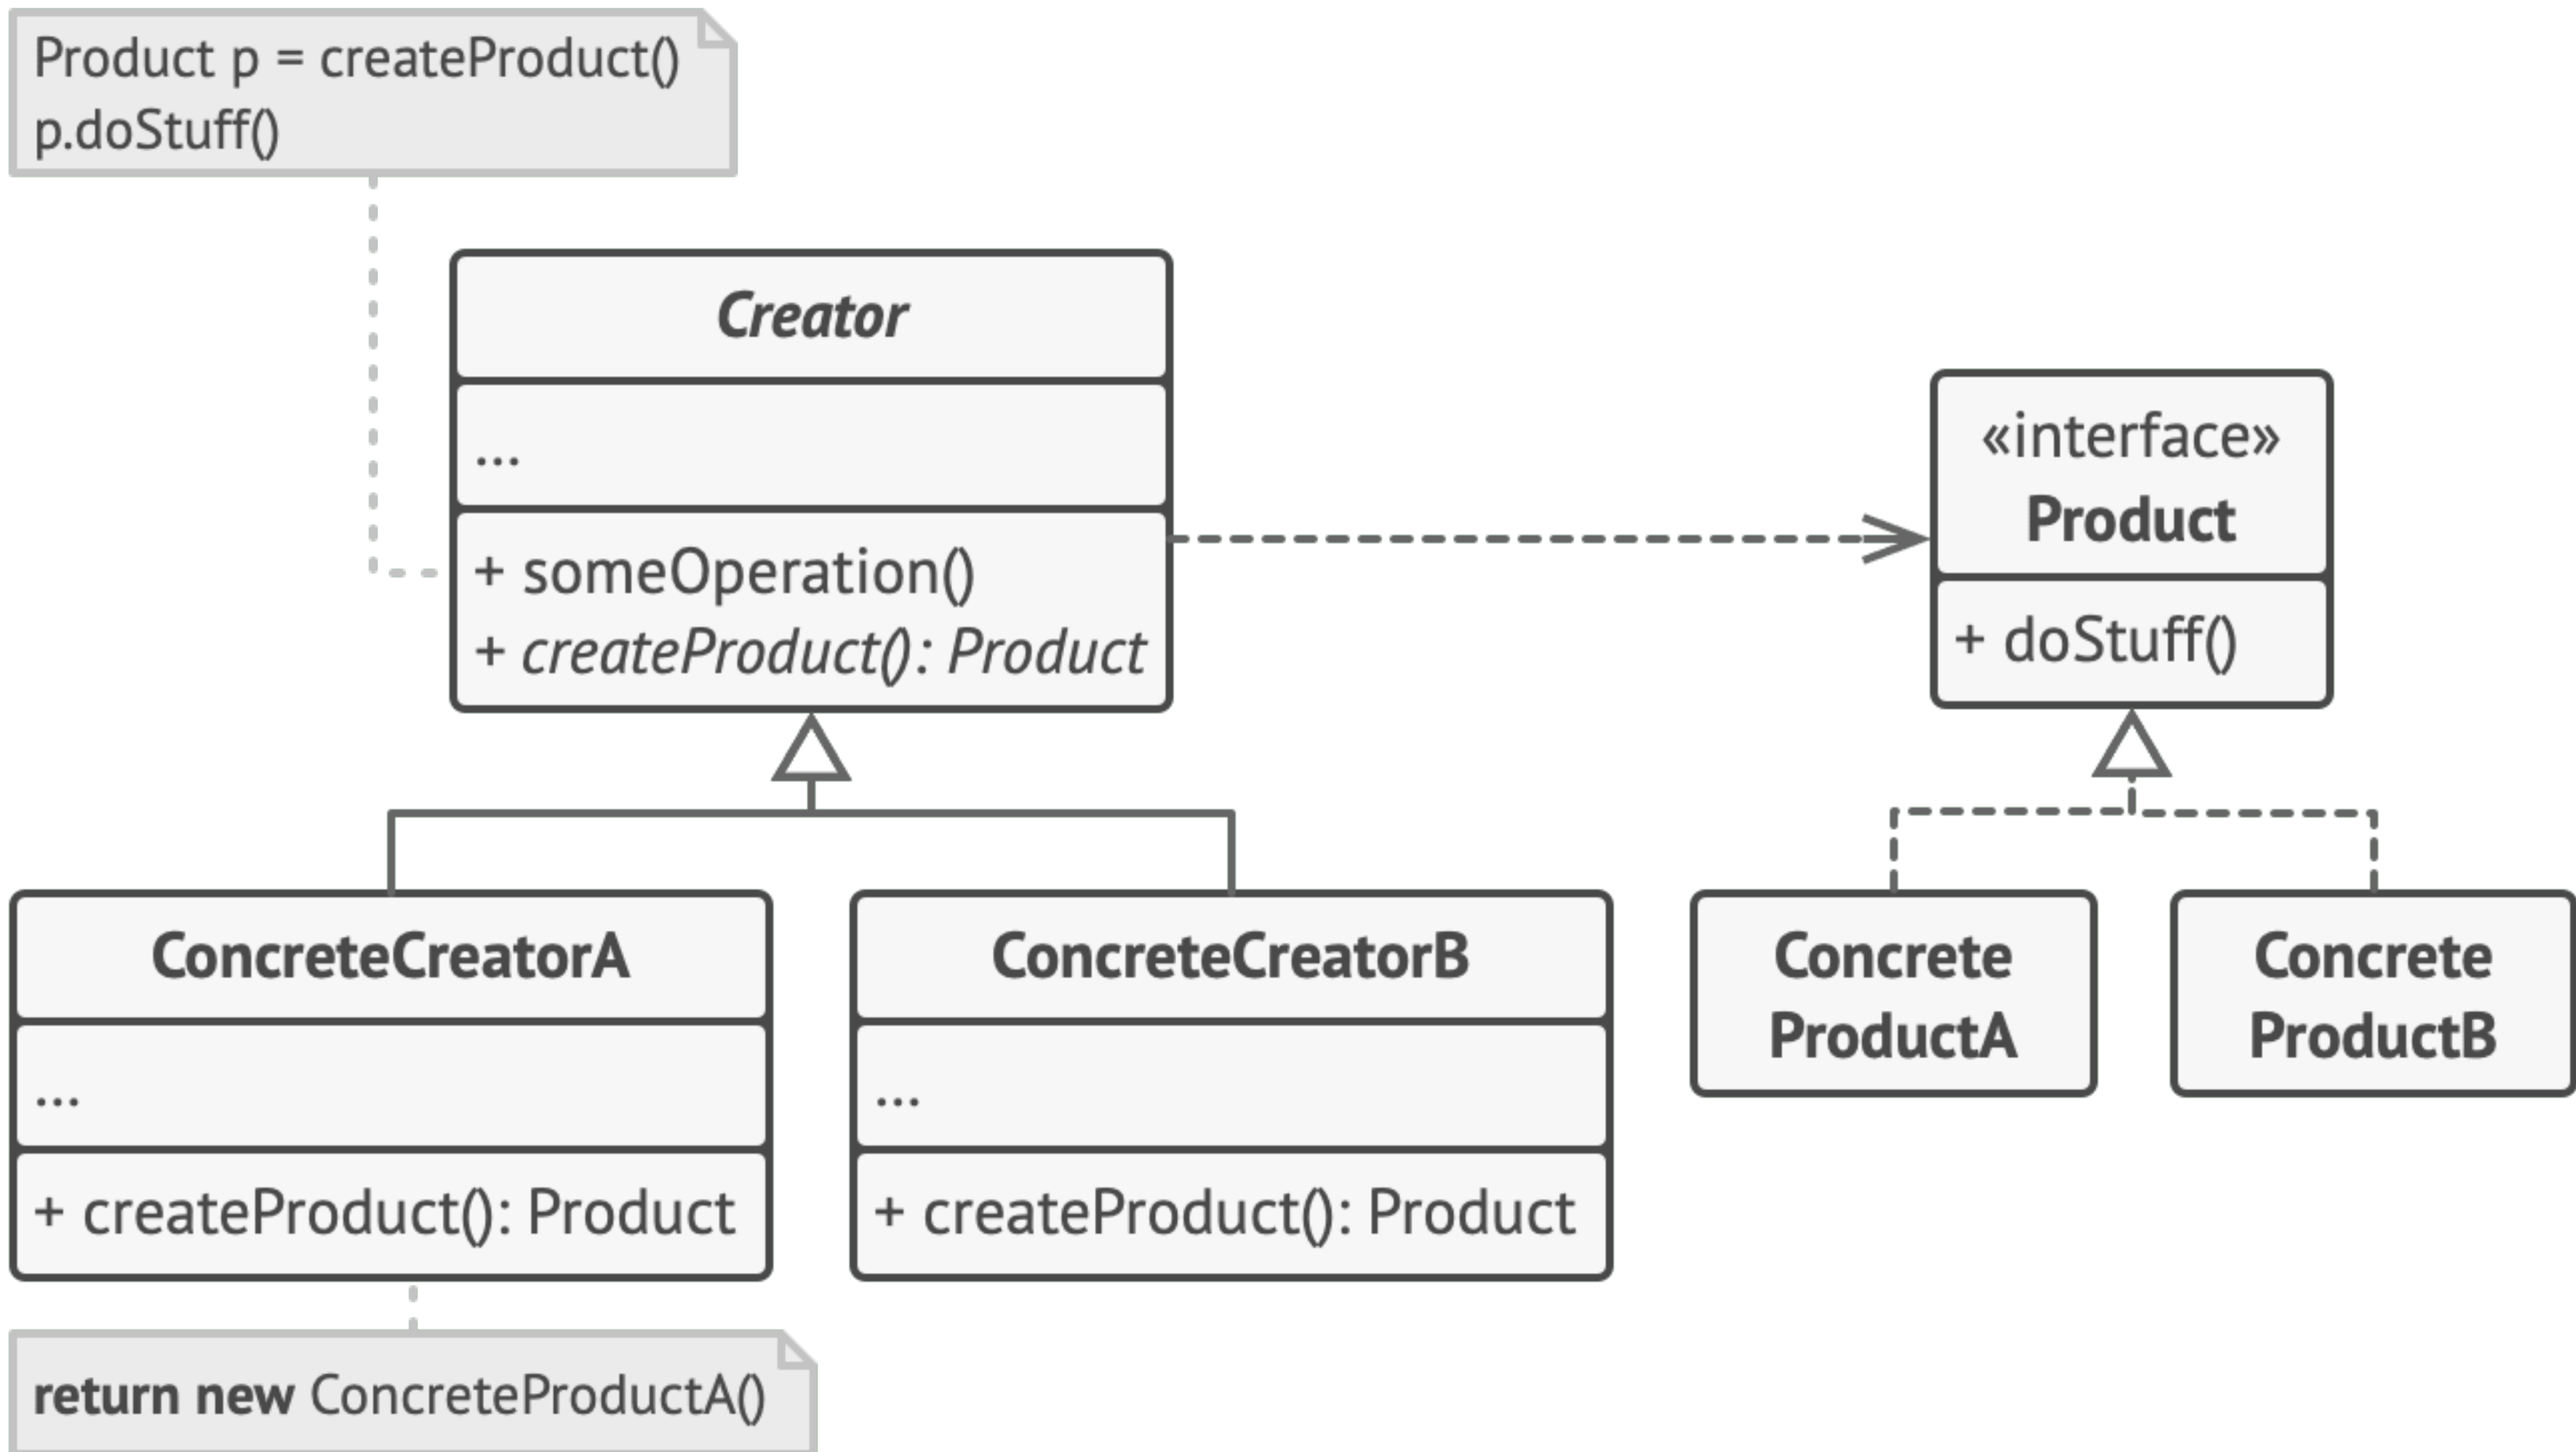 Product p = createProduct()
p.doStuff()
Creator
...
+ someOperation()
+ createProduct(): Product
«interface»
Product
+ doStuff()
ConcreteCreatorA
...
+ createProduct(): Product
ConcreteCreatorB
...
+ createProduct(): Product
Concrete
ProductA
Concrete
ProductB
return new ConcreteProductA()